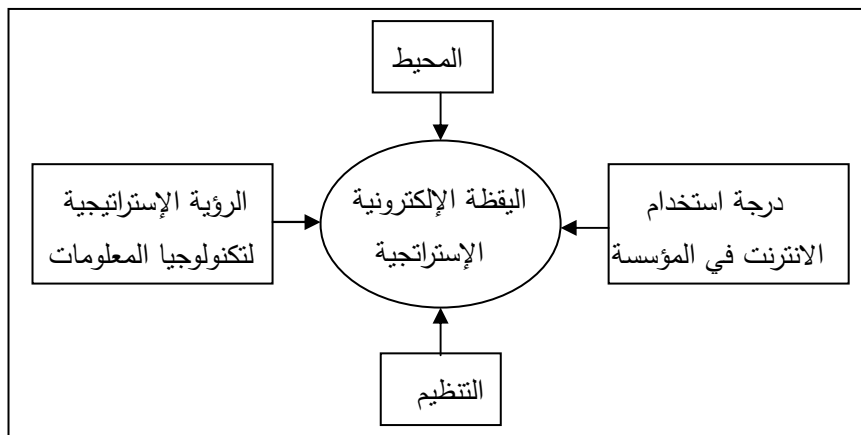 المحيط
درجة استخدام
الانترنت في المؤسسة
اليقظة الإلكترونية
الإستراتجية
الرؤية الإستراتيجية
لتكنولوجيا المعلومات
التنظيم